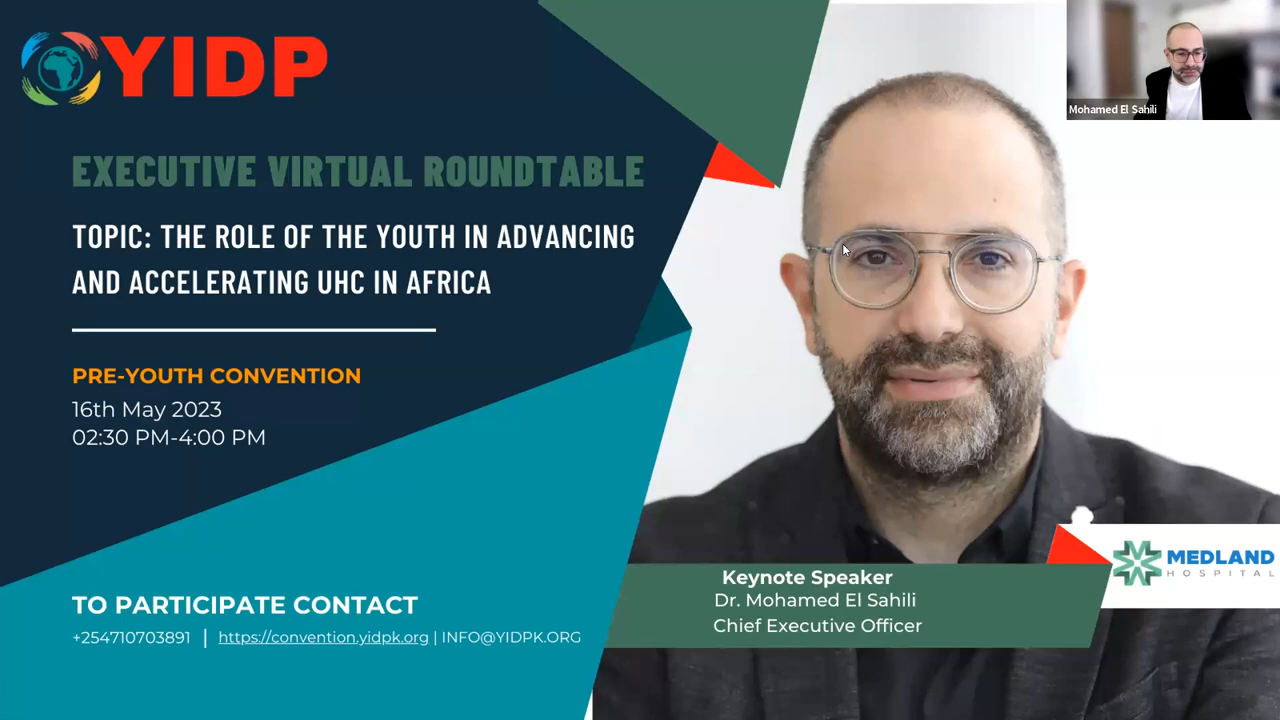 YIDP
Mohamed El Sahili
EXECUTIVE VIRTUAL ROUNDTABLE
TOPIC: THE ROLE OF THE YOUTH IN ADVANCING
AND ACCELERATING UHC IN AFRICA
PRE-YOUTH CONVENTION
16th May 2023
02:30 PM-4:00 PM
MEDLAND
HOSPITAL
Keynote Speaker
Dr. Mohamed El Sahili
Chief Executive Officer
TO PARTICIPATE CONTACT
+254710703891 | https://convention.yidpk.org | INFO@YIDPK.ORG